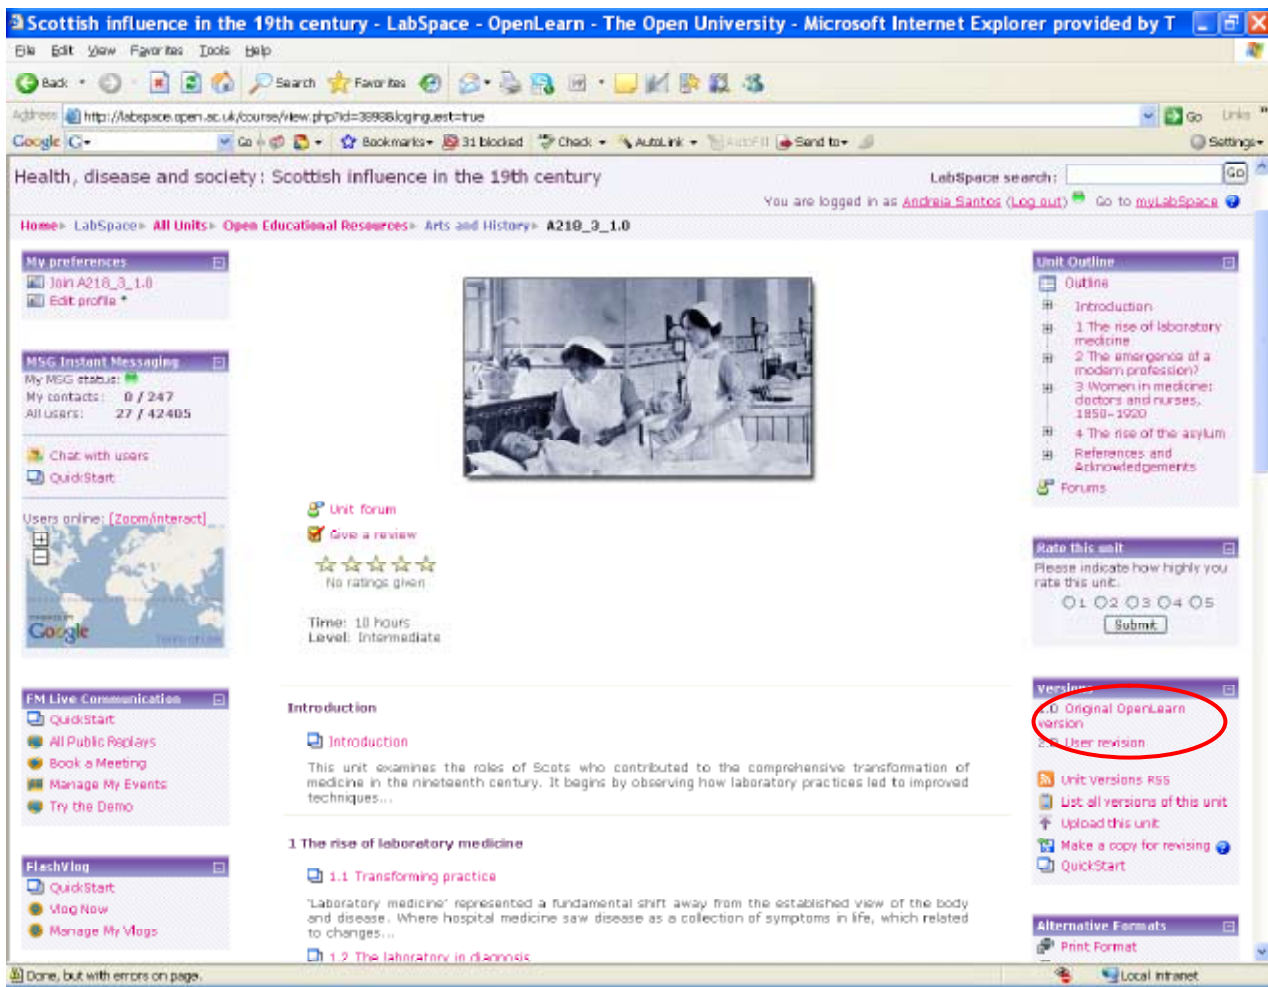 Scottish influence in the 19th century - LabSpace - OpenLearn - The Open University - Microsoft Internet Explorer provided by T
File Edit View Favorites Tools Help
Back Search Favorites
Address http://labspace.open.ac.uk/course/view.php?id=3998&loginguest=true Go Links »
Google G Go Bookmarks 31 blocked Check AutoLink AutoFill Send to Settings
Health, disease and society: Scottish influence in the 19th century
LabSpace search: Go
You are logged in as Andreia Santos (Log out) Go to myLabSpace
Home LabSpace All Units Open Educational Resources Arts and History A218_3_1.0
My preferences
Join A218_3_1.0
Edit profile *
MSG Instant Messaging
My MSG status:
My contacts: 0 / 247
All users: 27 / 42405
Chat with users
QuickStart
Users online: [Zoom/interact]
POWERED BY
Google
Terms of Use
FM Live Communication
QuickStart
All Public Replays
Book a Meeting
Manage My Events
Try the Demo
FlashVlog
QuickStart
Vlog Now
Manage My Vlogs
Unit forum
Give a review
No ratings given
Time: 10 hours
Level: Intermediate
Introduction
Introduction
This unit examines the roles of Scots who contributed to the comprehensive transformation of
medicine in the nineteenth century. It begins by observing how laboratory practices led to improved
techniques...
1 The rise of laboratory medicine
1.1 Transforming practice
'Laboratory medicine' represented a fundamental shift away from the established view of the body
and disease. Where hospital medicine saw disease as a collection of symptoms in life, which related
to changes...
1.2 The laboratory in diagnosis
Unit Outline
Outline
Introduction
1 The rise of laboratory
medicine
2 The emergence of a
modern profession?
3 Women in medicine:
doctors and nurses,
1850–1920
4 The rise of the asylum
References and
Acknowledgements
Forums
Rate this unit
Please indicate how highly you
rate this unit.
1 2 3 4 5
Submit
Versions
1.0 Original OpenLearn
version
2.0 User revision
Unit Versions RSS
List all versions of this unit
Upload this unit
Make a copy for revising
QuickStart
Alternative Formats
Print Format
Done, but with errors on page.
Local intranet